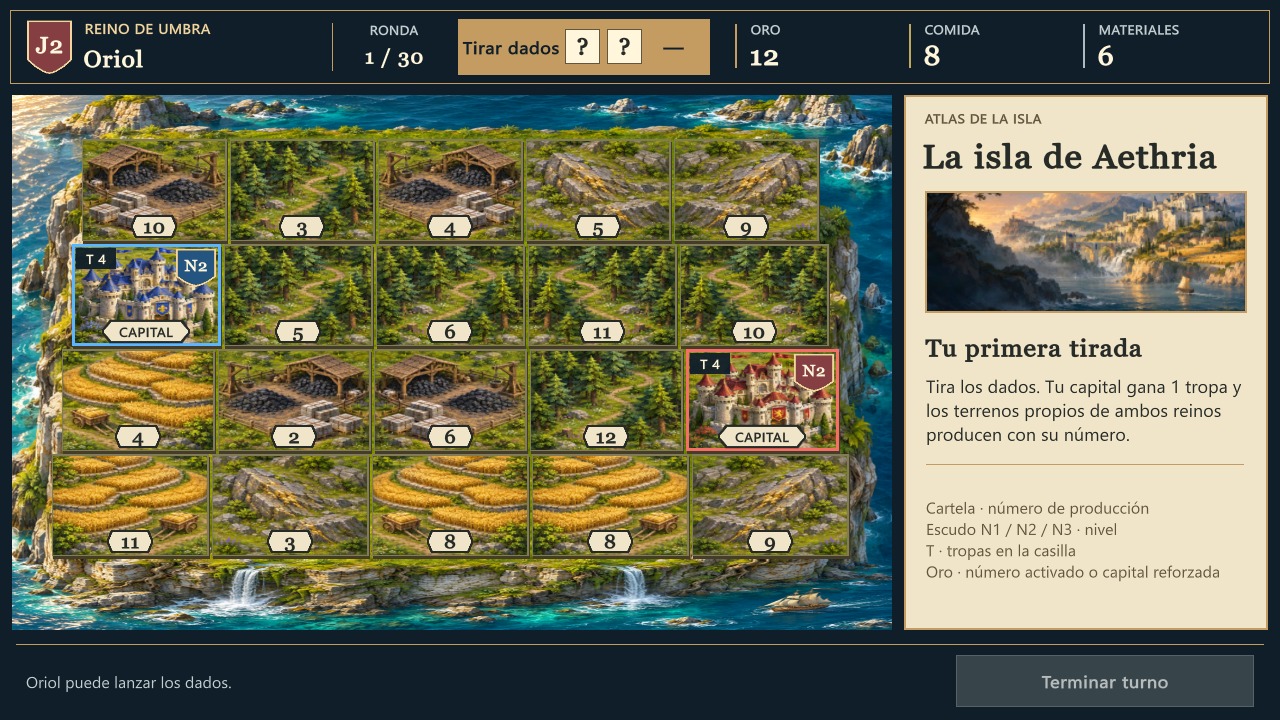 J2
REINO DE UMBRA
Oriol
RONDA
1 / 30
Tirar dados ? ? —
ORO
12
COMIDA
8
MATERIALES
6
10
3
4
5
9
T 4
N2
CAPITAL
5
6
11
10
4
2
6
12
T 4
N2
CAPITAL
11
3
8
8
9
ATLAS DE LA ISLA
La isla de Aethria
Tu primera tirada
Tira los dados. Tu capital gana 1 tropa y
los terrenos propios de ambos reinos
producen con su número.
Cartela · número de producción
Escudo N1 / N2 / N3 · nivel
T · tropas en la casilla
Oro · número activado o capital reforzada
Oriol puede lanzar los dados.
Terminar turno